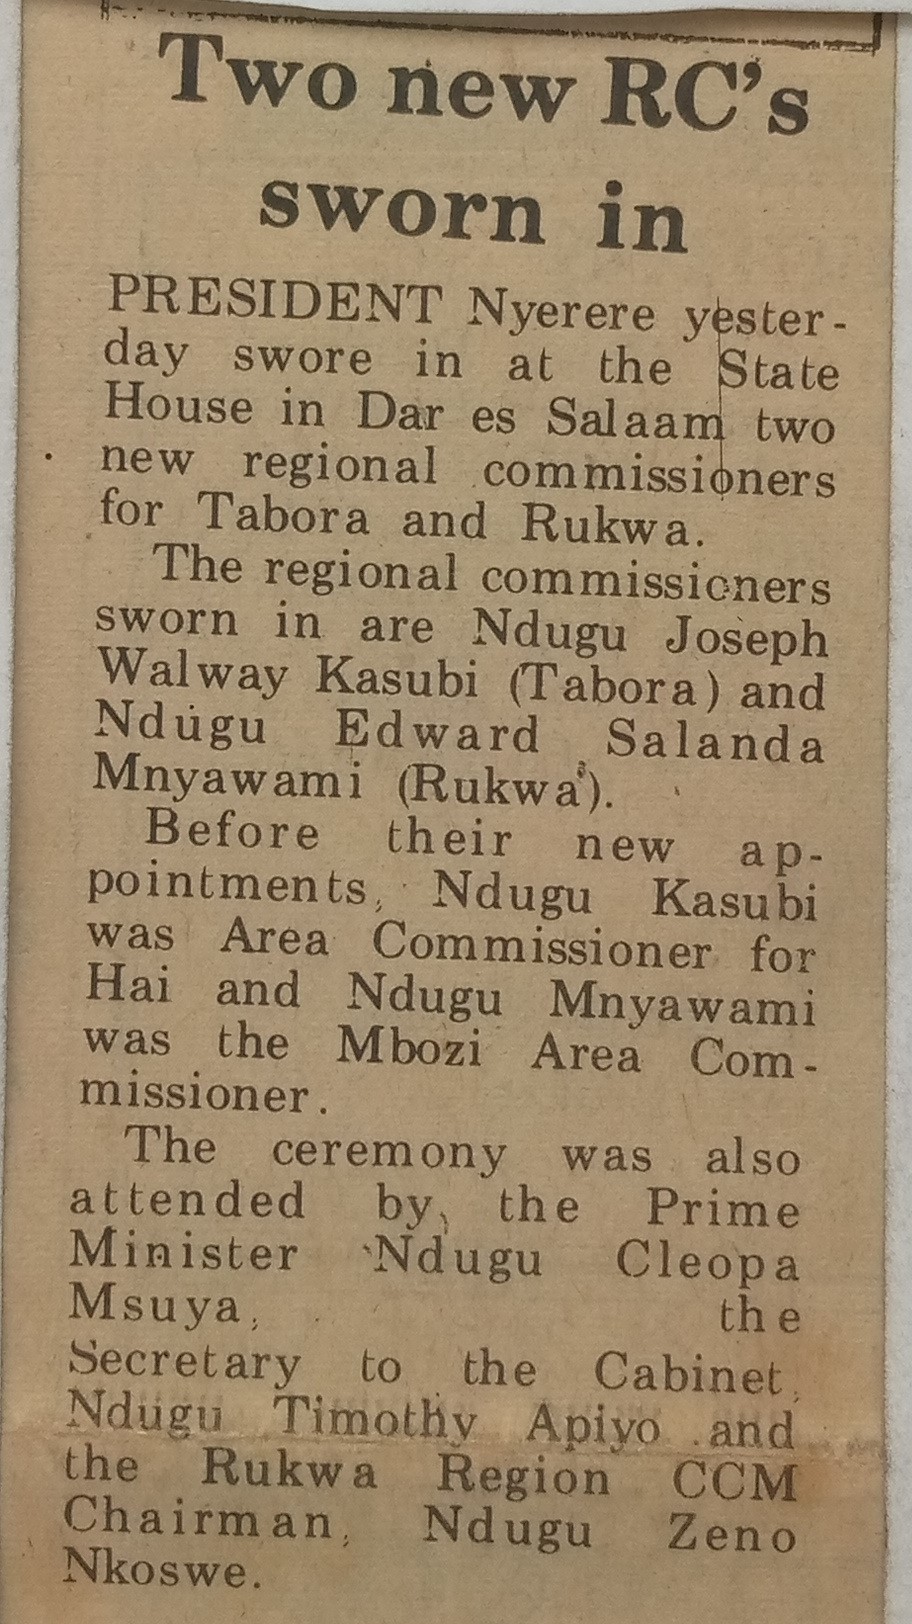 Two new RC's
sworn in
PRESIDENT Nyerere yester-
day swore in at the State
House in Dar es Salaam two
new regional commissioners
for Tabora and Rukwa.
The regional commissioners
sworn in are Ndugu Joseph
Walway Kasubi (Tabora) and
Ndugu Edward Salanda
Mnyawami (Rukwa).
Before their new ap-
pointments, Ndugu Kasubi
was Area Commissioner for
Hai and Ndugu Mnyawami
was the Mbozi Area Com-
missioner.
The ceremony was also
attended by the Prime
Minister Ndugu Cleopa
Msuya, the
Secretary to the Cabinet,
Ndugu Timothy Apiyo and
the Rukwa Region CCM
Chairman, Ndugu Zeno
Nkoswe.